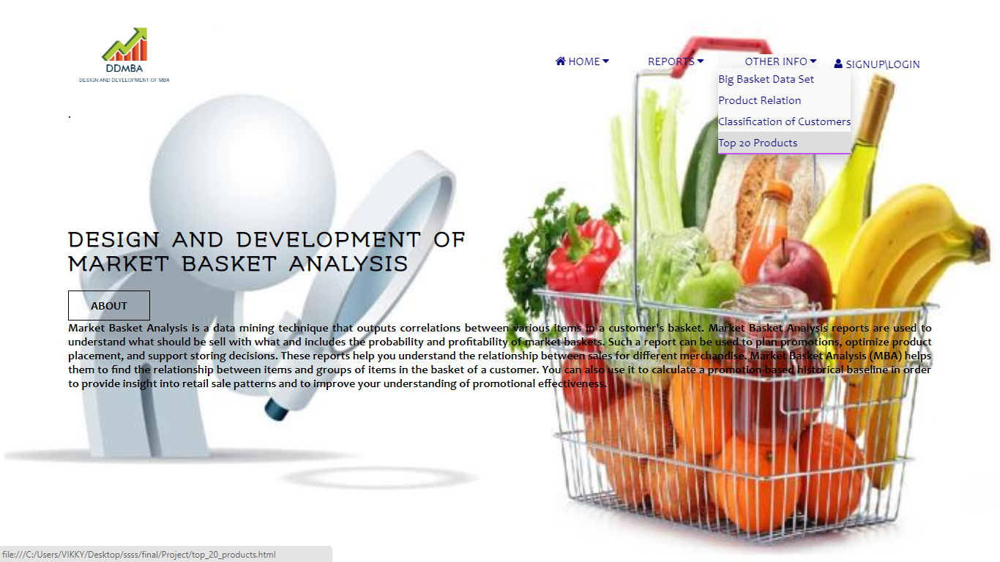 DDMBA
DESIGN AND DEVELOPMENT OF MBA
HOME
REPORTS
OTHER INFO
SIGNUP\LOGIN
Big Basket Data Set
Product Relation
Classification of Customers
Top 20 Products
.
DESIGN AND DEVELOPMENT OF
MARKET BASKET ANALYSIS
ABOUT
Market Basket Analysis is a data mining technique that outputs correlations between various items in a customer's basket. Market Basket Analysis reports are used to
understand what should be sell with what and includes the probability and profitability of market baskets. Such a report can be used to plan promotions, optimize product
placement, and support storing decisions. These reports help you understand the relationship between sales for different merchandise. Market Basket Analysis (MBA) helps
them to find the relationship between items and groups of items in the basket of a customer. You can also use it to calculate a promotion-based historical baseline in order
to provide insight into retail sale patterns and to improve your understanding of promotional effectiveness.
file:///C:/Users/VIKKY/Desktop/ssss/final/Project/top_20_products.html